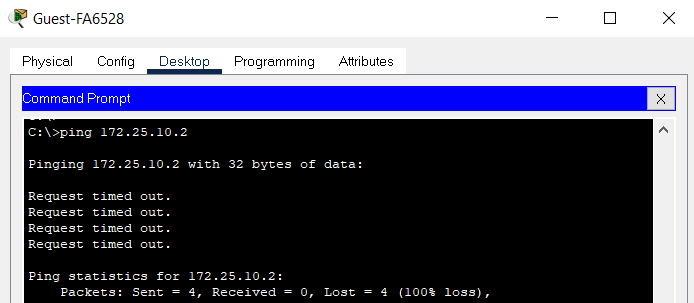 Guest-FA6528
Physical Config Desktop Programming Attributes
Command Prompt
X
C:\>ping 172.25.10.2
Pinging 172.25.10.2 with 32 bytes of data:
Request timed out.
Request timed out.
Request timed out.
Request timed out.
Ping statistics for 172.25.10.2:
Packets: Sent = 4, Received = 0, Lost = 4 (100% loss),